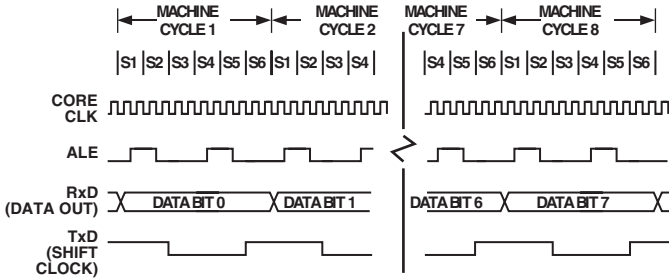 MACHINE CYCLE 1 MACHINE CYCLE 2 MACHINE CYCLE 7 MACHINE CYCLE 8
S1 S2 S3 S4 S5 S6 S1 S2 S3 S4 S4 S5 S6 S1 S2 S3 S4 S5 S6
CORE
CLK
ALE
RxD
(DATA OUT)
DATA BIT 0 DATA BIT 1 DATA BIT 6 DATA BIT 7
TxD
(SHIFT
CLOCK)